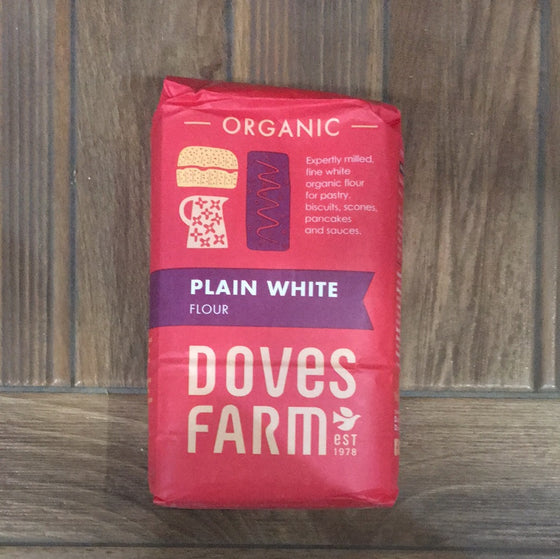 ORGANIC
Expertly milled,
fine white
organic flour
for pastry,
biscuits, scones,
pancakes
and sauces.
PLAIN WHITE
FLOUR
DOVES
FARM
EST
1978